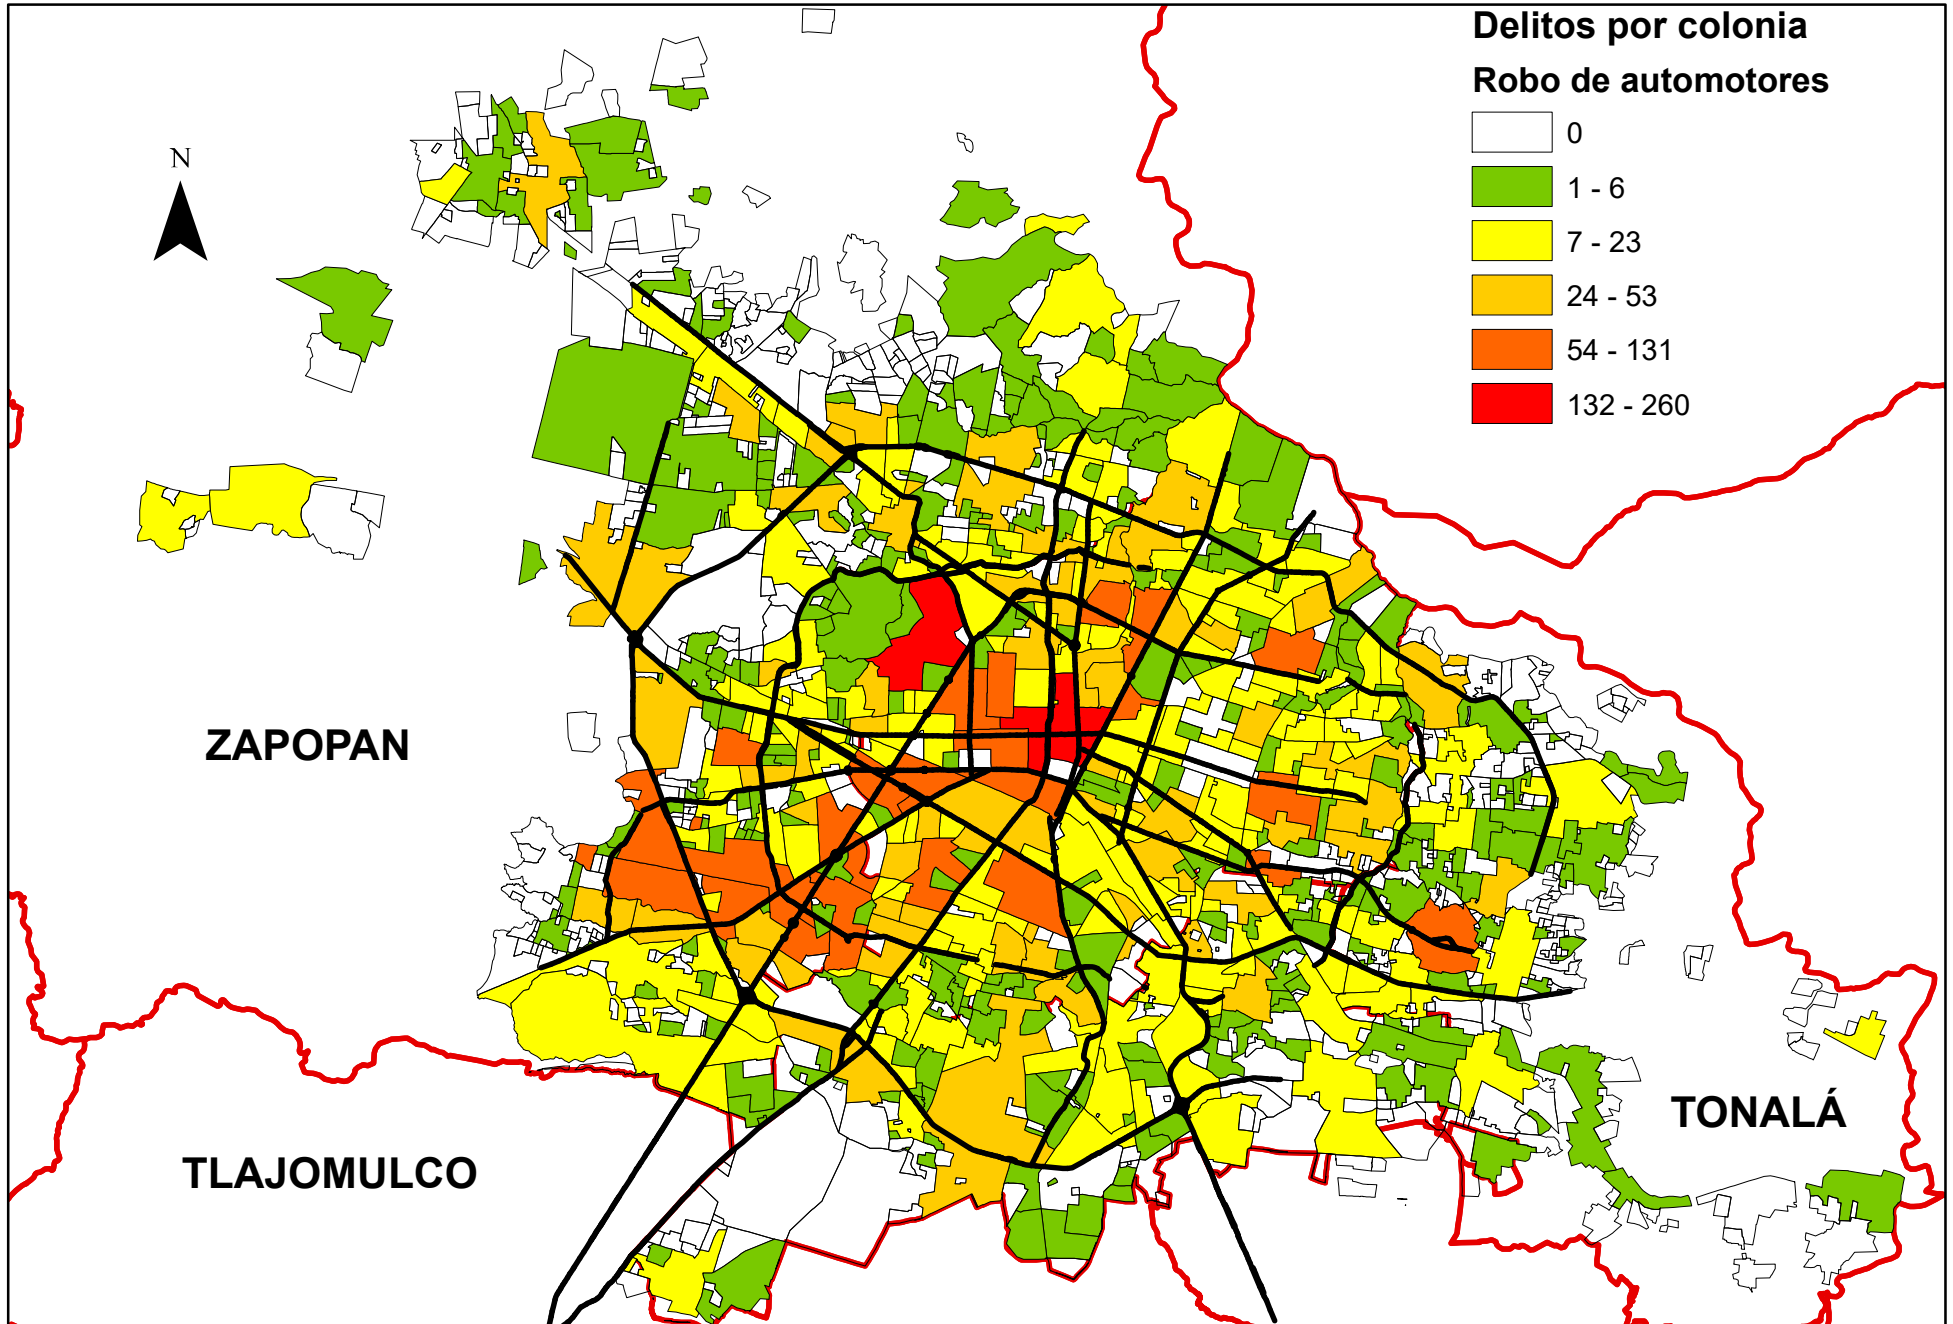 Delitos por colonia
Robo de automotores
0
1 - 6
7 - 23
24 - 53
54 - 131
132 - 260
N
ZAPOPAN
TONALÁ
TLAJOMULCO